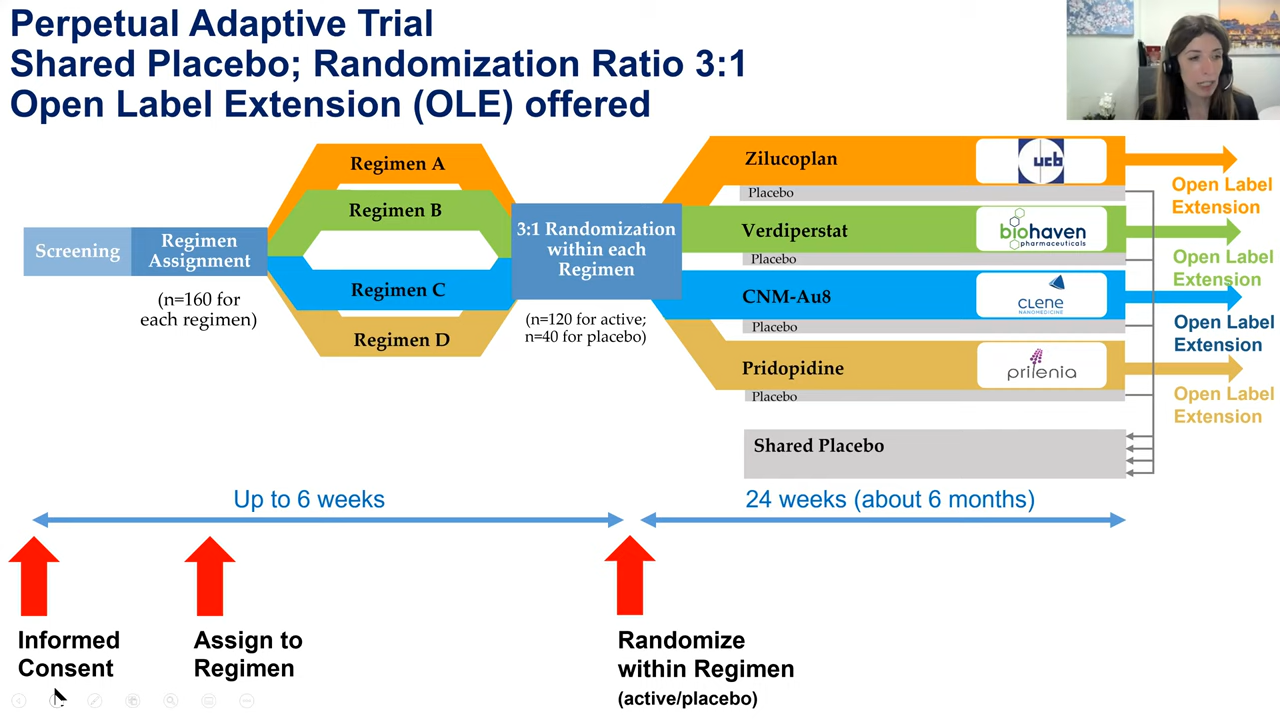 Perpetual Adaptive Trial
Shared Placebo; Randomization Ratio 3:1
Open Label Extension (OLE) offered
Screening
Regimen
Assignment
(n=160 for
each regimen)
Regimen A
Regimen B
Regimen C
Regimen D
3:1 Randomization
within each
Regimen
(n=120 for active;
n=40 for placebo)
Zilucoplan
ucb
Placebo
Open Label
Extension
Verdiperstat
biohaven
pharmaceuticals
Placebo
Open Label
Extension
CNM-Au8
CLENE
NANOMEDICINE
Placebo
Open Label
Extension
Pridopidine
prilenia
Placebo
Open Label
Extension
Shared Placebo
Up to 6 weeks
24 weeks (about 6 months)
Informed
Consent
Assign to
Regimen
Randomize
within Regimen
(active/placebo)